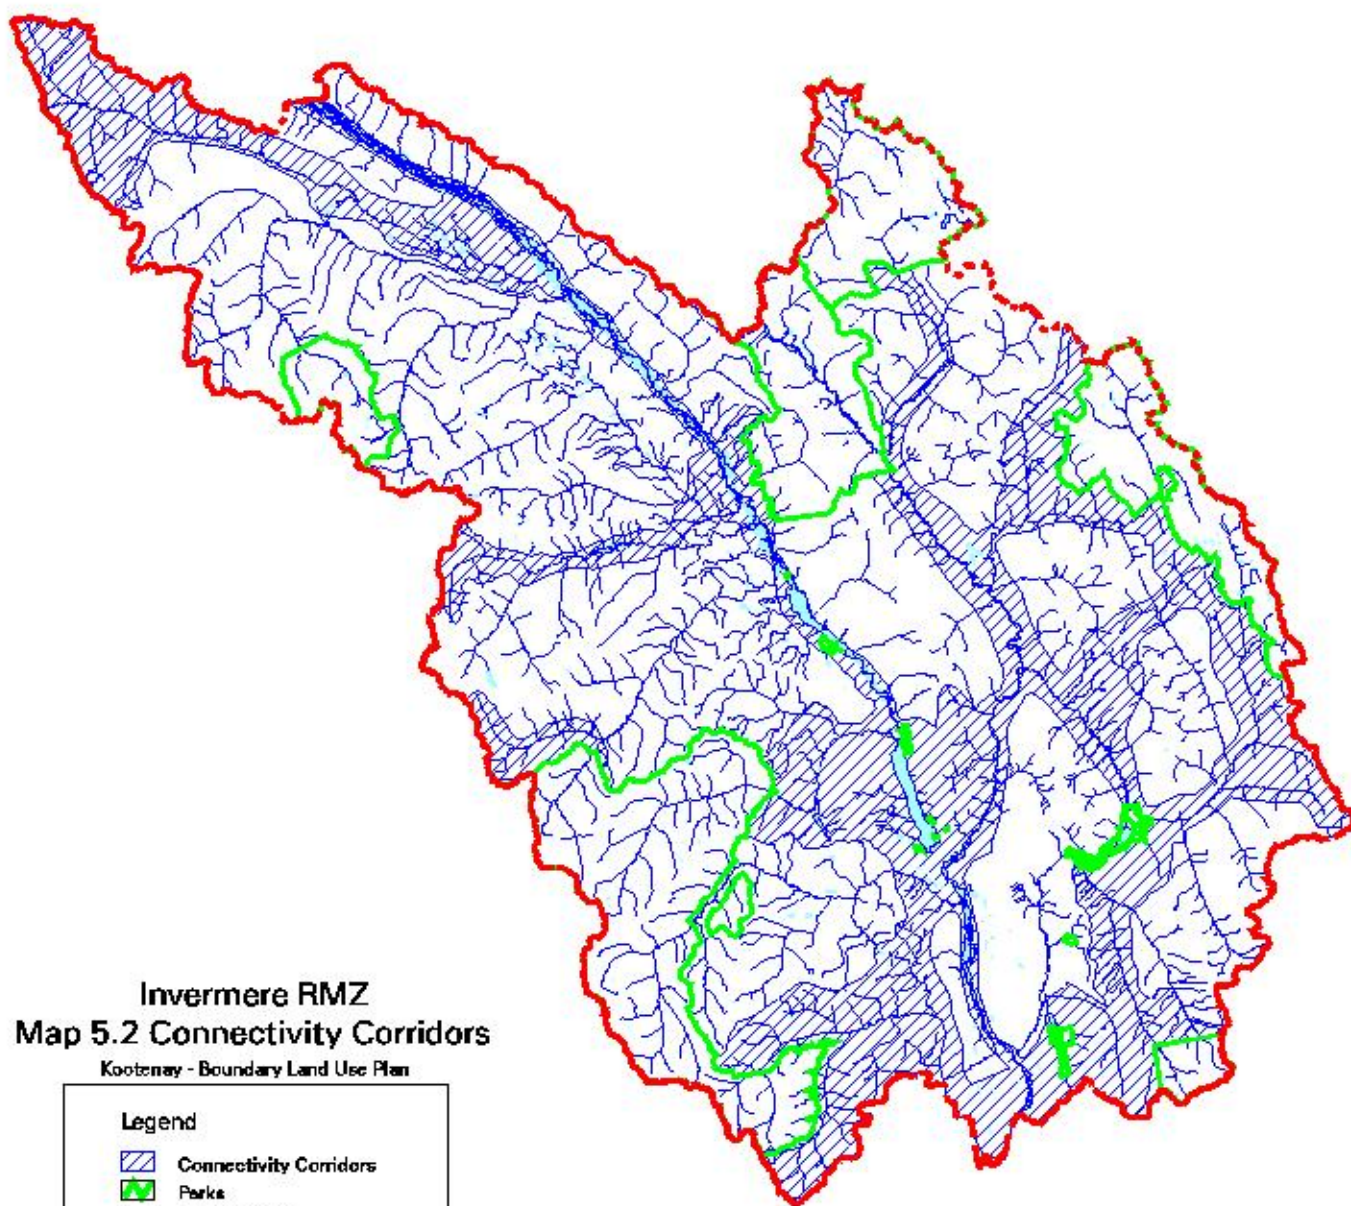 Invermere RMZ
Map 5.2 Connectivity Corridors
Kootenay - Boundary Land Use Plan
Legend
Connectivity Corridors
Parks